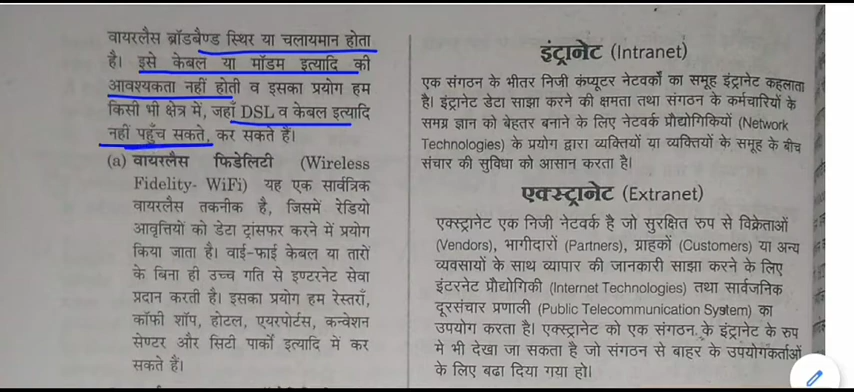 वायरलैस ब्रॉडबैण्ड स्थिर या चलायमान होता
है। इसे केबल या मॉडम इत्यादि की
आवश्यकता नहीं होती व इसका प्रयोग हम
किसी भी क्षेत्र में, जहाँ DSL व केबल इत्यादि
नहीं पहुँच सकते, कर सकते हैं।
(a) वायरलैस फिडेलिटी (Wireless
Fidelity- WiFi) यह एक सार्वत्रिक
वायरलैस तकनीक है, जिसमें रेडियो
आवृत्तियों को डेटा ट्रांसफर करने में प्रयोग
किया जाता है। वाई-फाई केबल या तारों
के बिना ही उच्च गति से इण्टरनेट सेवा
प्रदान करती है। इसका प्रयोग हम रेस्तराँ,
कॉफी शॉप, होटल, एयरपोर्टस, कन्वेशन
सेण्टर और सिटी पार्कों इत्यादि में कर
सकते हैं।
इंट्रानेट (Intranet)
एक संगठन के भीतर निजी कंप्यूटर नेटवर्कों का समूह इंट्रानेट कहलाता
है। इंट्रानेट डेटा साझा करने की क्षमता तथा संगठन के कर्मचारियों के
समग्र ज्ञान को बेहतर बनाने के लिए नेटवर्क प्रौद्योगिकियों (Network
Technologies) के प्रयोग द्वारा व्यक्तियों या व्यक्तियों के समूह के बीच
संचार की सुविधा को आसान करता है।
एक्स्ट्रानेट (Extranet)
एक्स्ट्रानेट एक निजी नेटवर्क है जो सुरक्षित रुप से विक्रेताओं
(Vendors), भागीदारों (Partners), ग्राहकों (Customers) या अन्य
व्यवसायों के साथ व्यापार की जानकारी साझा करने के लिए
इंटरनेट प्रौद्योगिकी (Internet Technologies) तथा सार्वजनिक
दूरसंचार प्रणाली (Public Telecommunication System) का
उपयोग करता है। एक्स्ट्रानेट को एक संगठन के इंट्रानेट के रुप
मे भी देखा जा सकता है जो संगठन से बाहर के उपयोगकर्ताओं
के लिए बढा दिया गया हो।